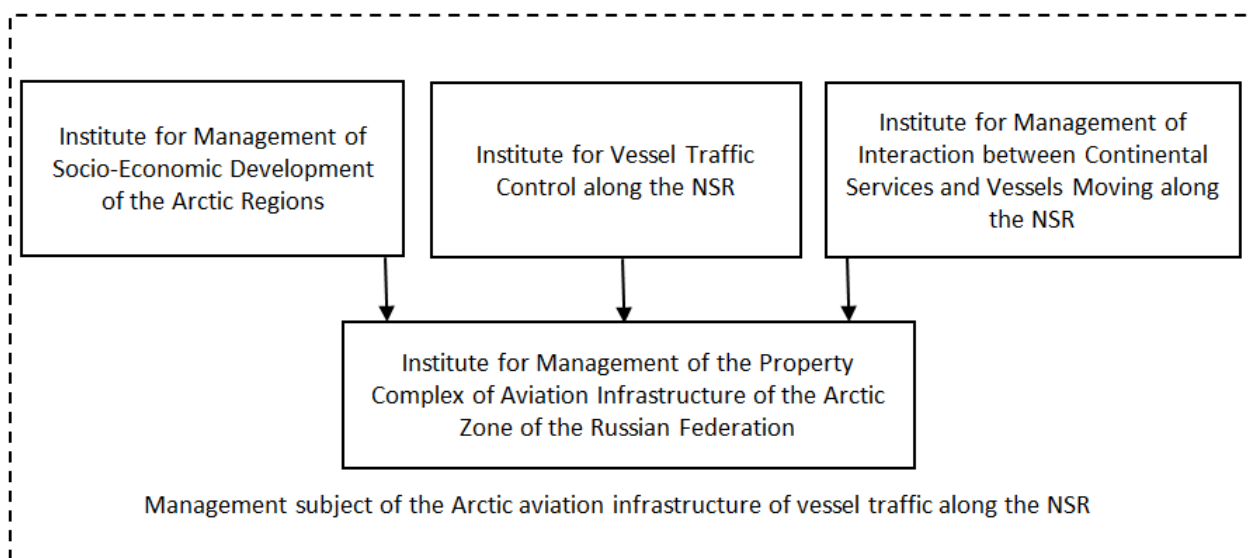 Institute for Management of
Socio-Economic Development
of the Arctic Regions
Institute for Vessel Traffic
Control along the NSR
Institute for Management of
Interaction between Continental
Services and Vessels Moving along
the NSR
Institute for Management of the Property
Complex of Aviation Infrastructure of the Arctic
Zone of the Russian Federation
Management subject of the Arctic aviation infrastructure of vessel traffic along the NSR